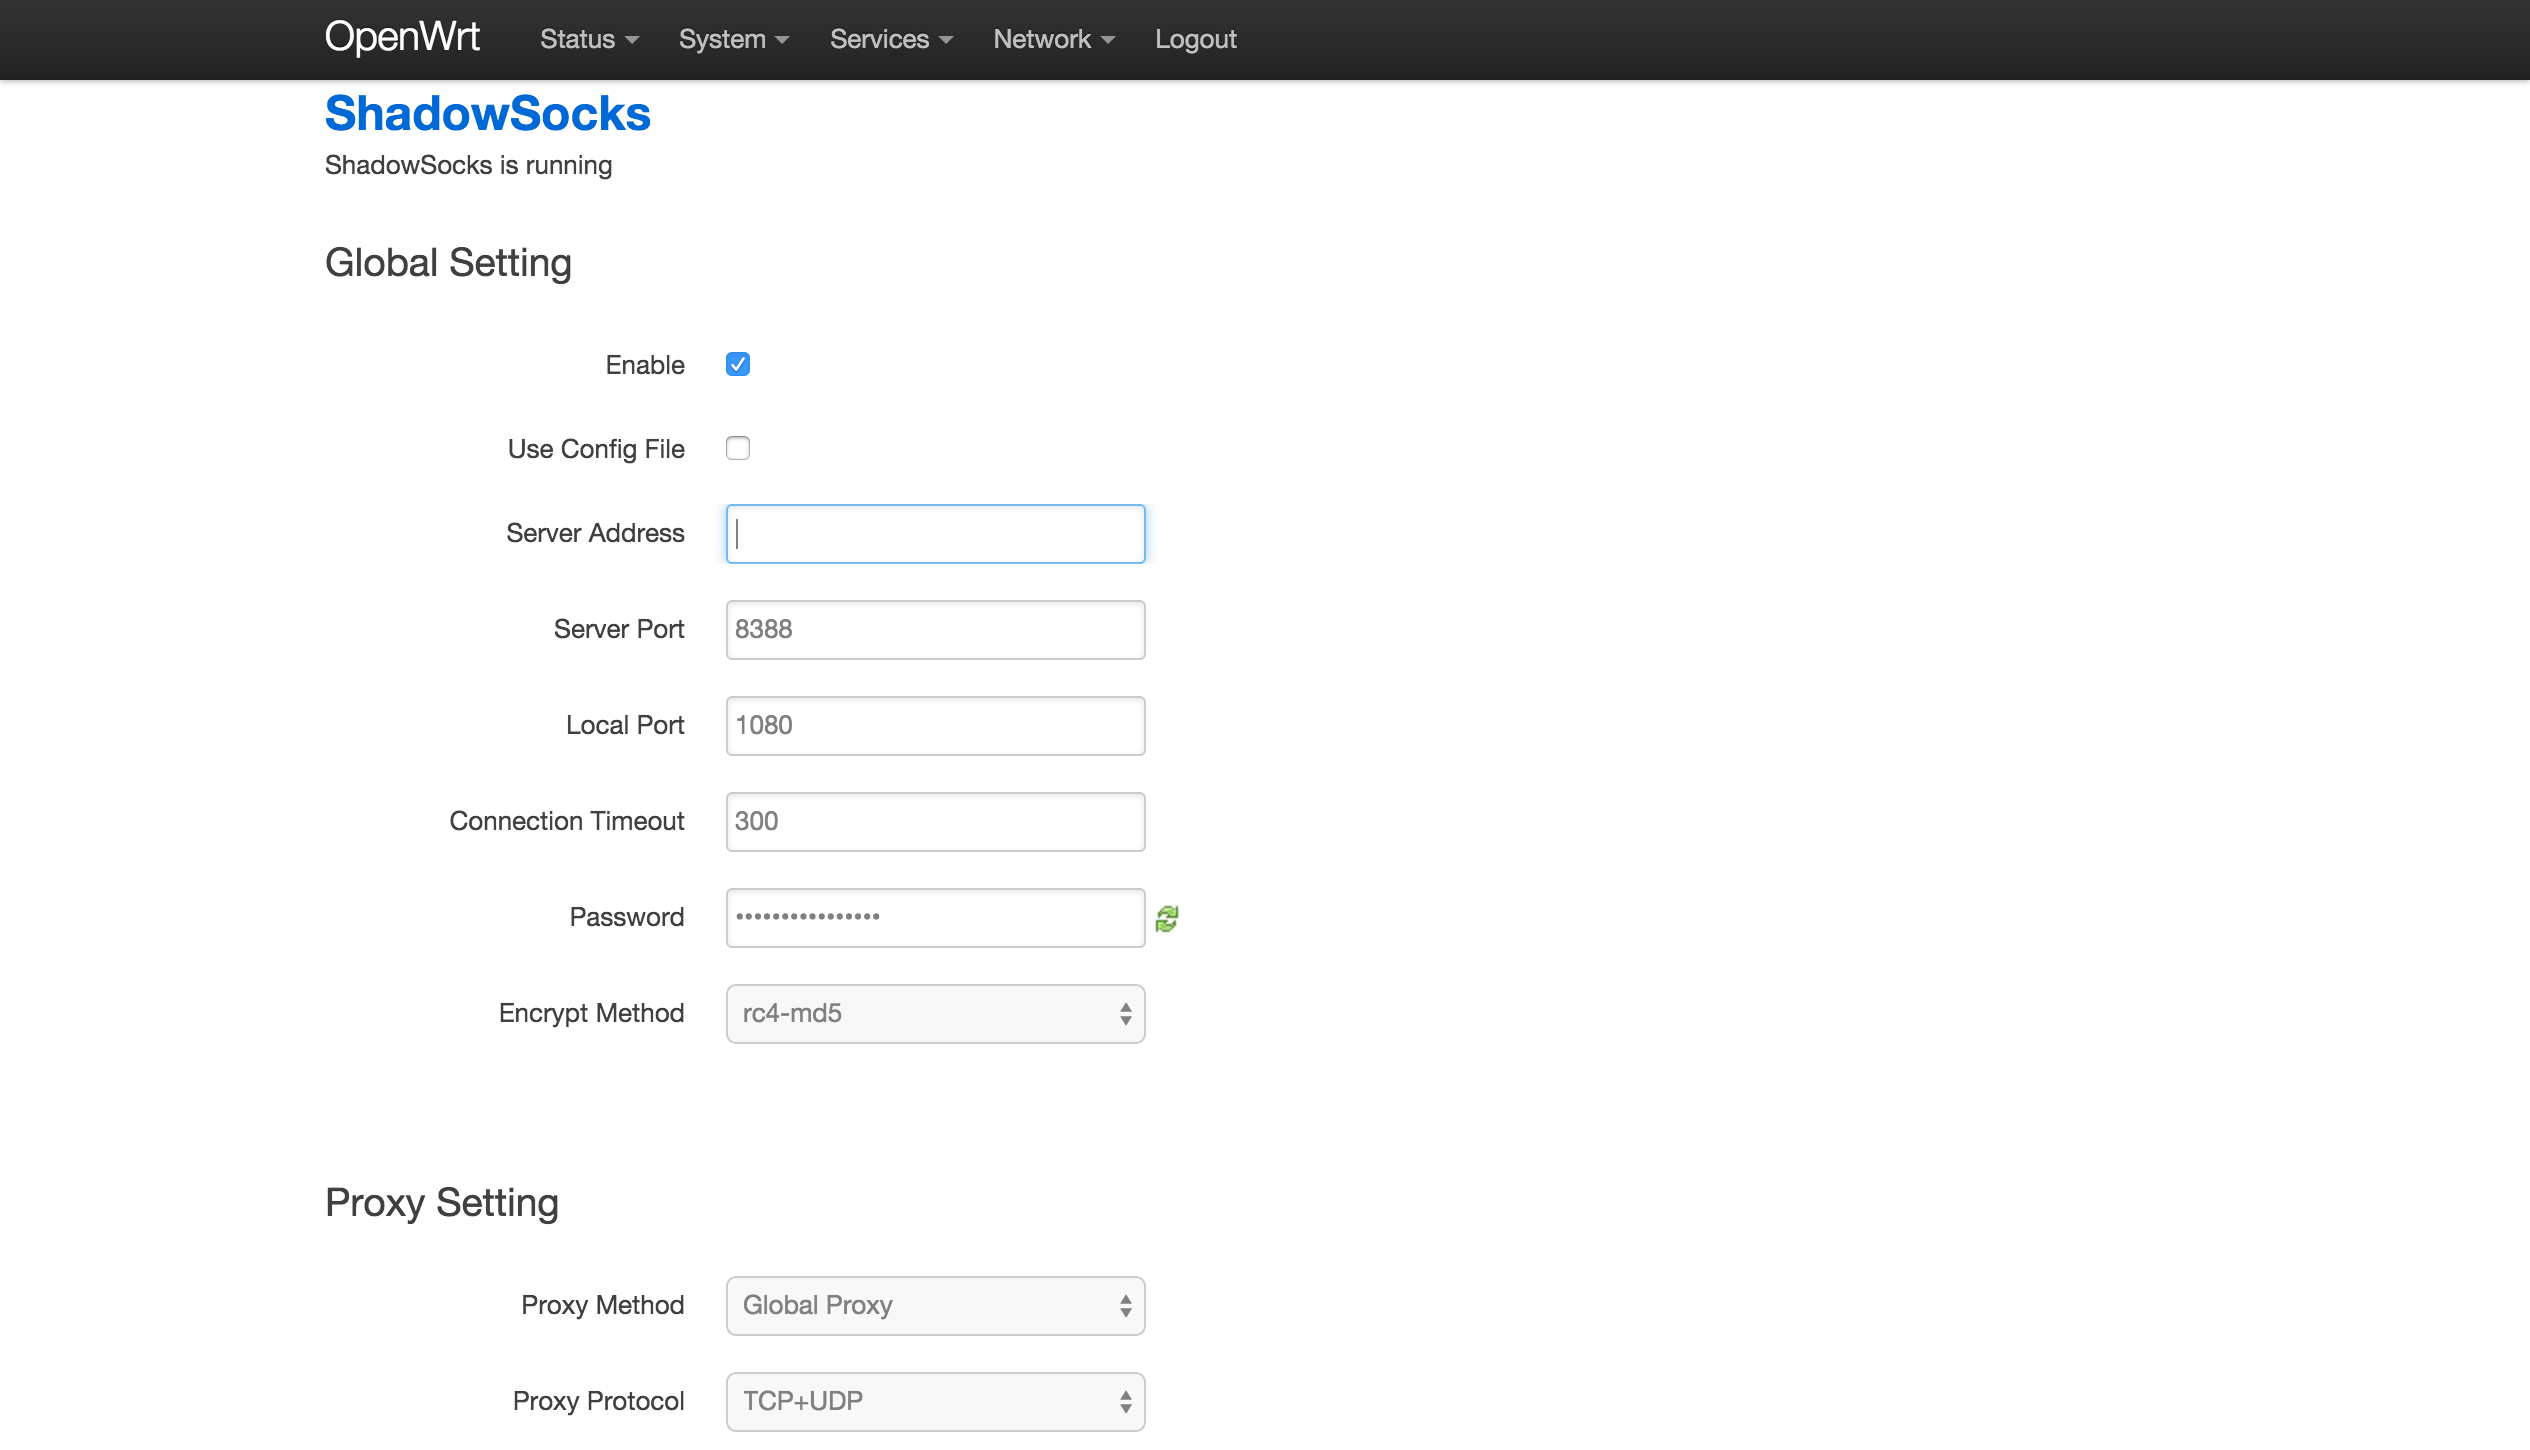 OpenWrt Status System Services Network Logout
ShadowSocks
ShadowSocks is running
Global Setting
Enable
Use Config File
Server Address
Server Port 8388
Local Port 1080
Connection Timeout 300
Password ••••••••••••••••
Encrypt Method rc4-md5
Proxy Setting
Proxy Method Global Proxy
Proxy Protocol TCP+UDP